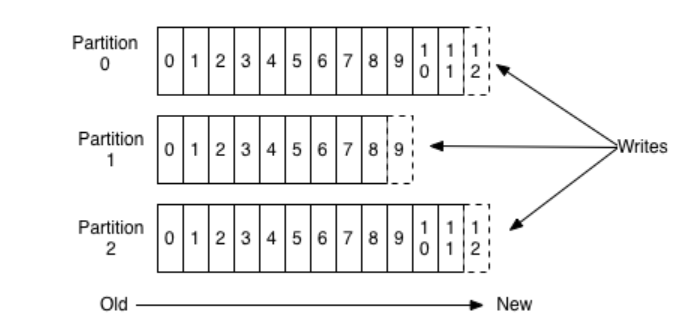 Partition
0
0 1 2 3 4 5 6 7 8 9 10 11 12
Partition
1
0 1 2 3 4 5 6 7 8 9
Writes
Partition
2
0 1 2 3 4 5 6 7 8 9 10 11 12
Old
New